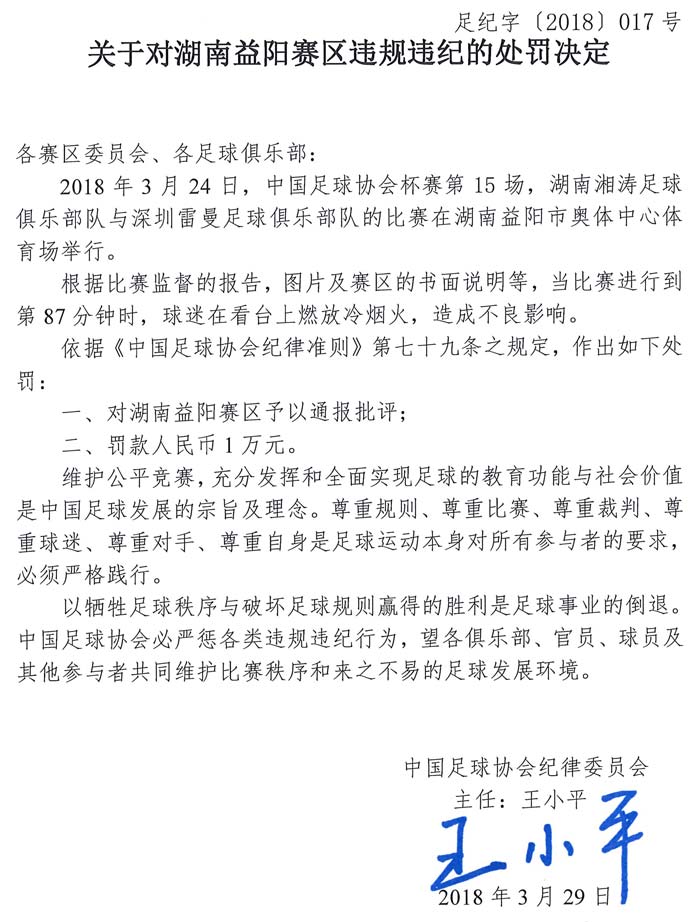 足纪字〔2018〕017号
关于对湖南益阳赛区违规违纪的处罚决定
各赛区委员会、各足球俱乐部：
2018年3月24日，中国足球协会杯赛第15场，湖南湘涛足球
俱乐部队与深圳雷曼足球俱乐部队的比赛在湖南益阳市奥体中心体
育场举行。
根据比赛监督的报告，图片及赛区的书面说明等，当比赛进行到
第87分钟时，球迷在看台上燃放冷烟火，造成不良影响。
依据《中国足球协会纪律准则》第七十九条之规定，作出如下处
罚：
一、对湖南益阳赛区予以通报批评；
二、罚款人民币1万元。
维护公平竞赛，充分发挥和全面实现足球的教育功能与社会价值
是中国足球发展的宗旨及理念。尊重规则、尊重比赛、尊重裁判、尊
重球迷、尊重对手、尊重自身是足球运动本身对所有参与者的要求，
必须严格践行。
以牺牲足球秩序与破坏足球规则赢得的胜利是足球事业的倒退。
中国足球协会必严惩各类违规违纪行为，望各俱乐部、官员、球员及
其他参与者共同维护比赛秩序和来之不易的足球发展环境。
中国足球协会纪律委员会
主任：王小平
王小平
2018年3月29日